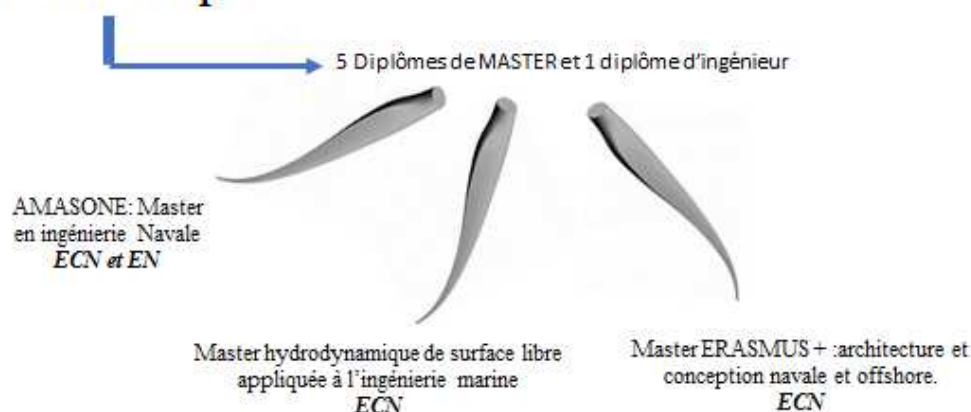 5 Diplômes de MASTER et 1 diplôme d'ingénieur
AMASONE: Master
en ingénierie Navale
ECN et EN
Master hydrodynamique de surface libre
appliquée à l'ingénierie marine
ECN
Master ERASMUS + :architecture et
conception navale et offshore.
ECN